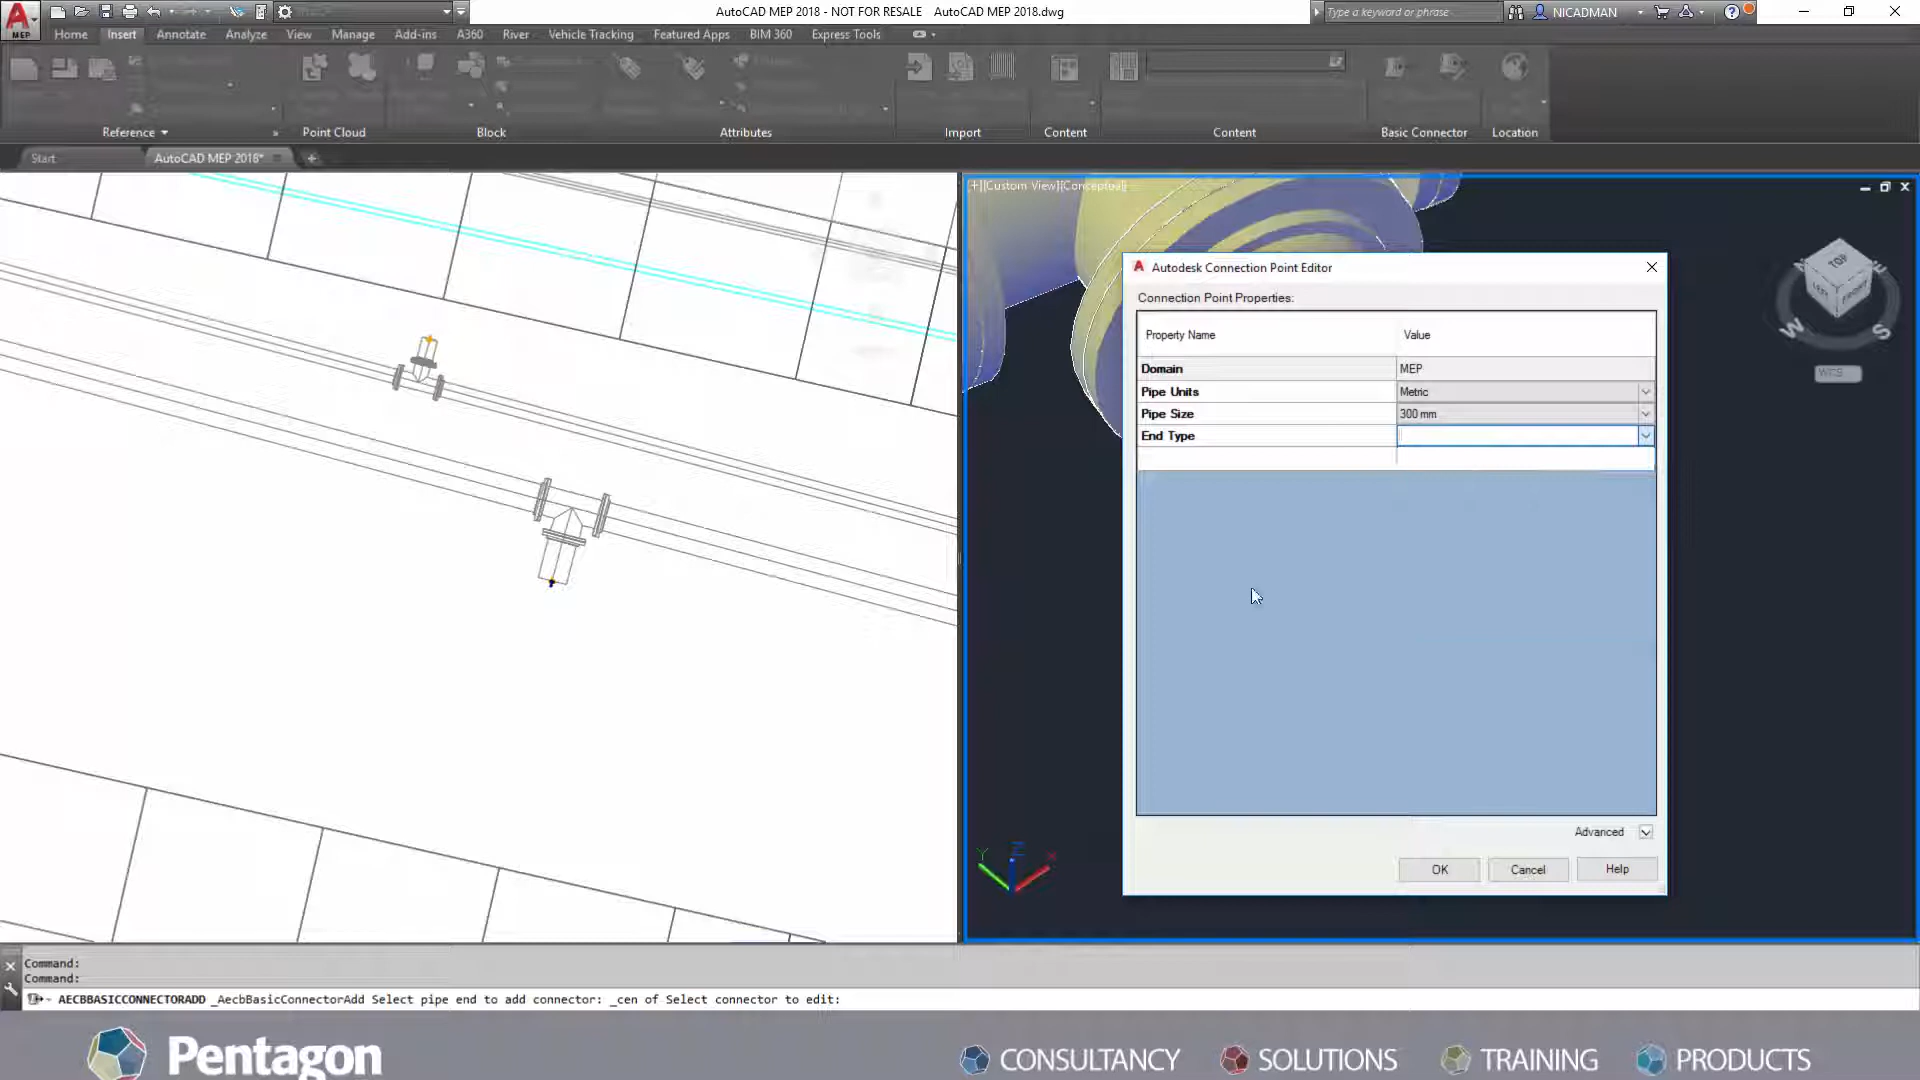 MEP
AutoCAD MEP 2018 - NOT FOR RESALE AutoCAD MEP 2018.dwg
Type a keyword or phrase
NICADMAN
Home
Insert
Annotate
Analyze
View
Manage
Add-ins
A360
River
Vehicle Tracking
Featured Apps
BIM 360
Express Tools
Reference
Point Cloud
Block
Attributes
Import
Content
Content
Basic Connector
Location
Start
AutoCAD MEP 2018*
[+][Custom View][Conceptual]
TOP
LEFT
FRONT
W
S
WCS
Autodesk Connection Point Editor
Connection Point Properties:
Property Name Value
Domain MEP
Pipe Units Metric
Pipe Size 300 mm
End Type
Advanced
OK Cancel Help
Y Z X
Command:
Command:
AECBBASICCONNECTORADD _AecbBasicConnectorAdd Select pipe end to add connector: _cen of Select connector to edit:
Pentagon
CONSULTANCY
SOLUTIONS
TRAINING
PRODUCTS